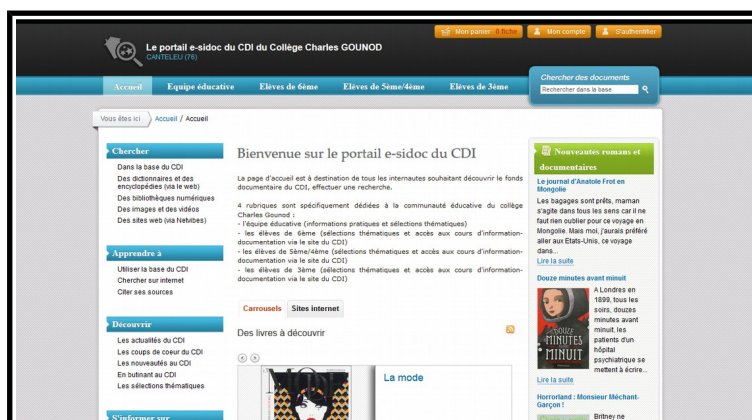 Mon panier : 0 fiche
Mon compte
S'authentifier
Le portail e-sidoc du CDI du Collège Charles GOUNOD
CANTELEU (76)
Accueil
Equipe éducative
Elèves de 6ème
Elèves de 5ème/4ème
Elèves de 3ème
Chercher des documents
Rechercher dans la base
Vous êtes ici
Accueil / Accueil
Chercher
Dans la base du CDI
Des dictionnaires et des
encyclopédies (via le web)
Des bibliothèques numériques
Des images et des vidéos
Des sites web (via Netvibes)
Apprendre à
Utiliser la base du CDI
Chercher sur internet
Citer ses sources
Découvrir
Les actualités du CDI
Les coups de coeur du CDI
Les nouveautés au CDI
En butinant au CDI
Les sélections thématiques
S'informer sur
Bienvenue sur le portail e-sidoc du CDI
La page d'accueil est à destination de tous les internautes souhaitant découvrir le fonds
documentaire du CDI, effectuer une recherche.
4 rubriques sont spécifiquement dédiées à la communauté éducative du collège
Charles Gounod :
- l'équipe éducative (informations pratiques et sélections thématiques)
- les élèves de 6ème (sélections thématiques et accès aux cours d'information-
documentation via le site du CDI)
- les élèves de 5ème/4ème (sélections thématiques et accès aux cours d'information-
documentation via le site du CDI)
- les élèves de 3ème (sélections thématiques et accès aux cours d'information-
documentation via le site du CDI)
Carrousels
Sites internet
Des livres à découvrir
La mode
Nouveautés romans et
documentaires
Le journal d'Anatole Frot en
Mongolie
Les bagages sont prêts, maman
s'agite dans tous les sens car il ne
faut rien oublier pour ce voyage en
Mongolie. Mais moi, j'aurais préféré
aller aux Etats-Unis, ce voyage
dans...
Lire la suite
Douze minutes avant minuit
DOUZE
MINUTES
AVANT
MINUIT
A Londres en
1899, tous les
soirs, douzes
minutes avant
minuit, les
patients d'un
hôpital
psychiatrique se
mettent à écrire...
Lire la suite
Horrorland : Monsieur Méchant-
Garçon !
Britney ne